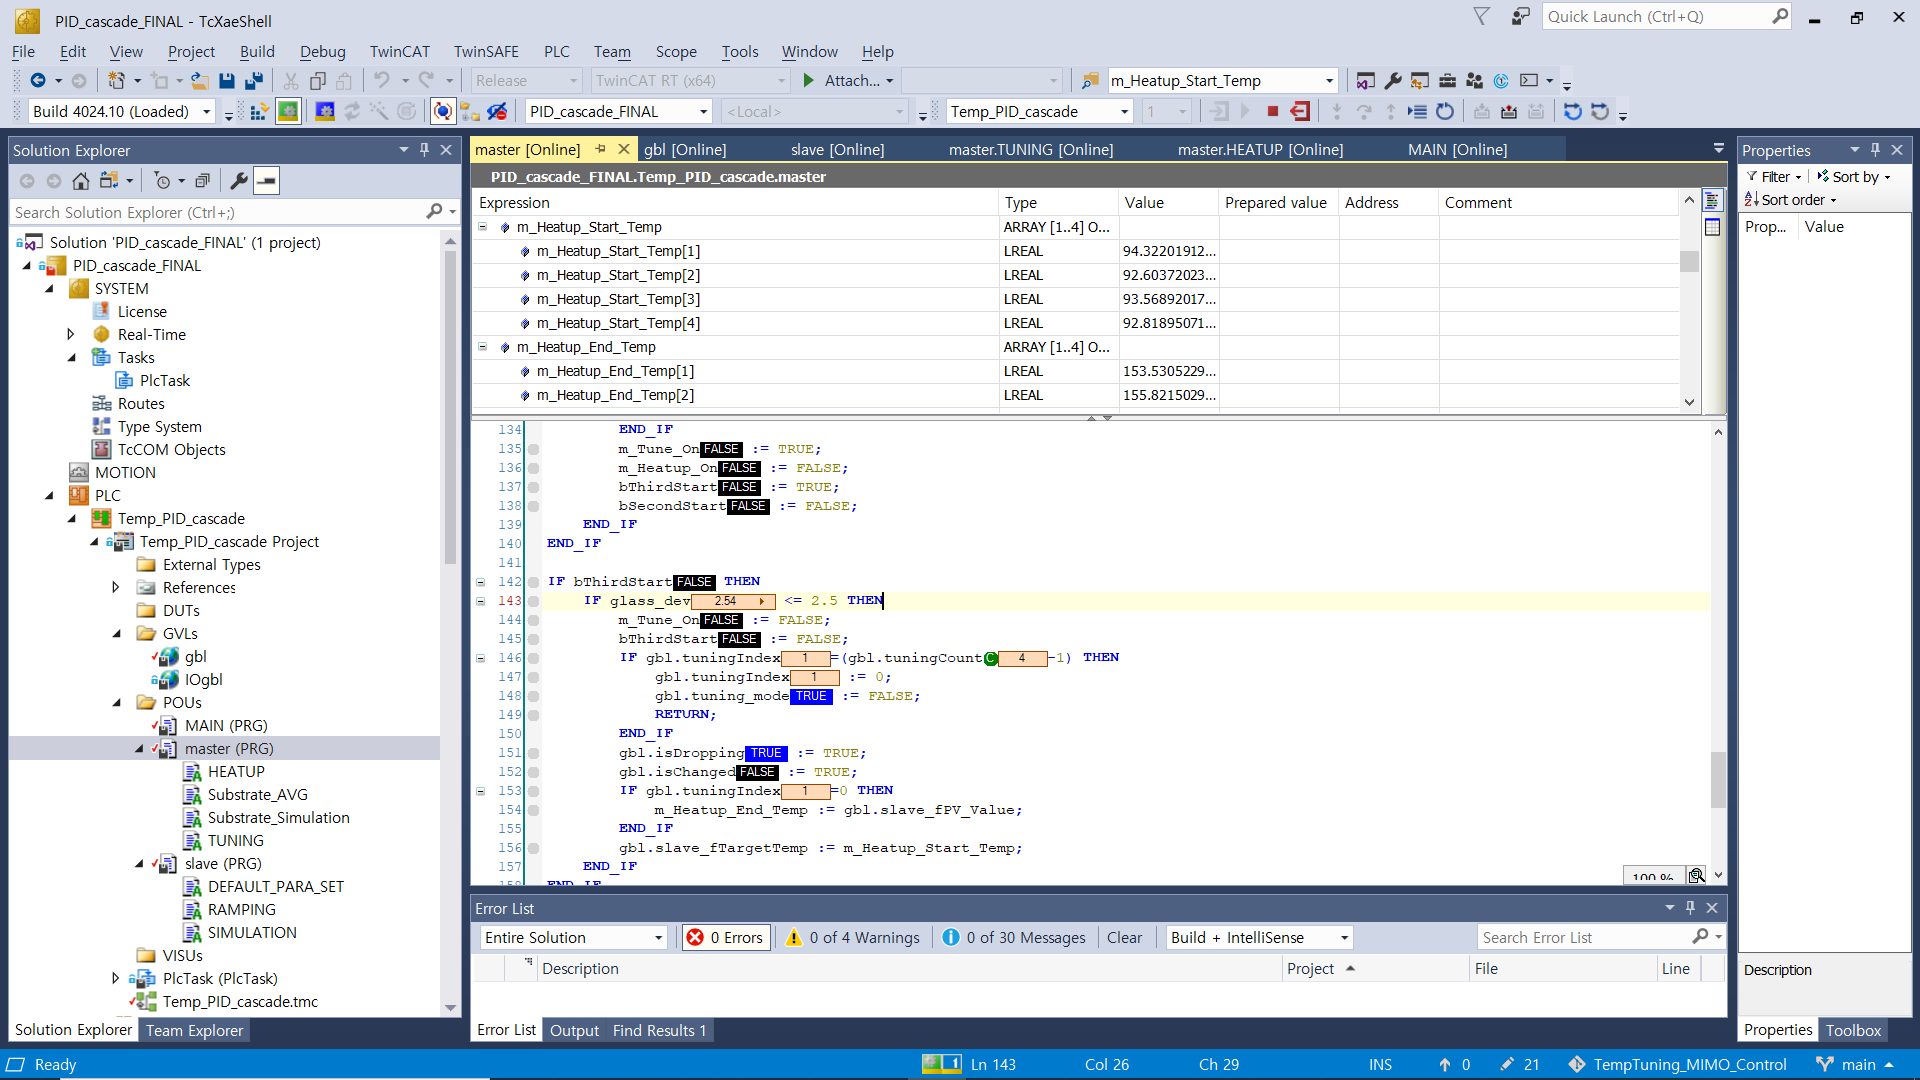 PID_cascade_FINAL - TcXaeShell
Quick Launch (Ctrl+Q)
File Edit View Project Build Debug TwinCAT TwinSAFE PLC Team Scope Tools Window Help
Release TwinCAT RT (x64) Attach... m_Heatup_Start_Temp
Build 4024.10 (Loaded) PID_cascade_FINAL <Local> Temp_PID_cascade 1
Solution Explorer
Search Solution Explorer (Ctrl+;)
Solution 'PID_cascade_FINAL' (1 project)
PID_cascade_FINAL
SYSTEM
License
Real-Time
Tasks
PlcTask
Routes
Type System
TcCOM Objects
MOTION
PLC
Temp_PID_cascade
Temp_PID_cascade Project
External Types
References
DUTs
GVLs
gbl
IOgbl
POUs
MAIN (PRG)
master (PRG)
HEATUP
Substrate_AVG
Substrate_Simulation
TUNING
slave (PRG)
DEFAULT_PARA_SET
RAMPING
SIMULATION
VISUs
PlcTask (PlcTask)
Temp_PID_cascade.tmc
Solution Explorer Team Explorer
master [Online] gbl [Online] slave [Online] master.TUNING [Online] master.HEATUP [Online] MAIN [Online]
PID_cascade_FINAL.Temp_PID_cascade.master
Expression Type Value Prepared value Address Comment
m_Heatup_Start_Temp ARRAY [1..4] O...
m_Heatup_Start_Temp[1] LREAL 94.32201912...
m_Heatup_Start_Temp[2] LREAL 92.60372023...
m_Heatup_Start_Temp[3] LREAL 93.56892017...
m_Heatup_Start_Temp[4] LREAL 92.81895071...
m_Heatup_End_Temp ARRAY [1..4] O...
m_Heatup_End_Temp[1] LREAL 153.5305229...
m_Heatup_End_Temp[2] LREAL 155.8215029...
134 END_IF
135 m_Tune_On FALSE := TRUE;
136 m_Heatup_On FALSE := FALSE;
137 bThirdStart FALSE := TRUE;
138 bSecondStart FALSE := FALSE;
139 END_IF
140 END_IF
141
142 IF bThirdStart FALSE THEN
143 IF glass_dev 2.54 <= 2.5 THEN
144 m_Tune_On FALSE := FALSE;
145 bThirdStart FALSE := FALSE;
146 IF gbl.tuningIndex 1 =(gbl.tuningCount C 4 -1) THEN
147 gbl.tuningIndex 1 := 0;
148 gbl.tuning_mode TRUE := FALSE;
149 RETURN;
150 END_IF
151 gbl.isDropping TRUE := TRUE;
152 gbl.isChanged FALSE := TRUE;
153 IF gbl.tuningIndex 1 =0 THEN
154 m_Heatup_End_Temp := gbl.slave_fPV_Value;
155 END_IF
156 gbl.slave_fTargetTemp := m_Heatup_Start_Temp;
157 END_IF
158 END_IF
100 %
Error List
Entire Solution 0 Errors 0 of 4 Warnings 0 of 30 Messages Clear Build + IntelliSense Search Error List
Description Project File Line
Error List Output Find Results 1
Properties
Filter Sort by
Sort order
Prop... Value
Description
Properties Toolbox
Ready 1 Ln 143 Col 26 Ch 29 INS 0 21 TempTuning_MIMO_Control main